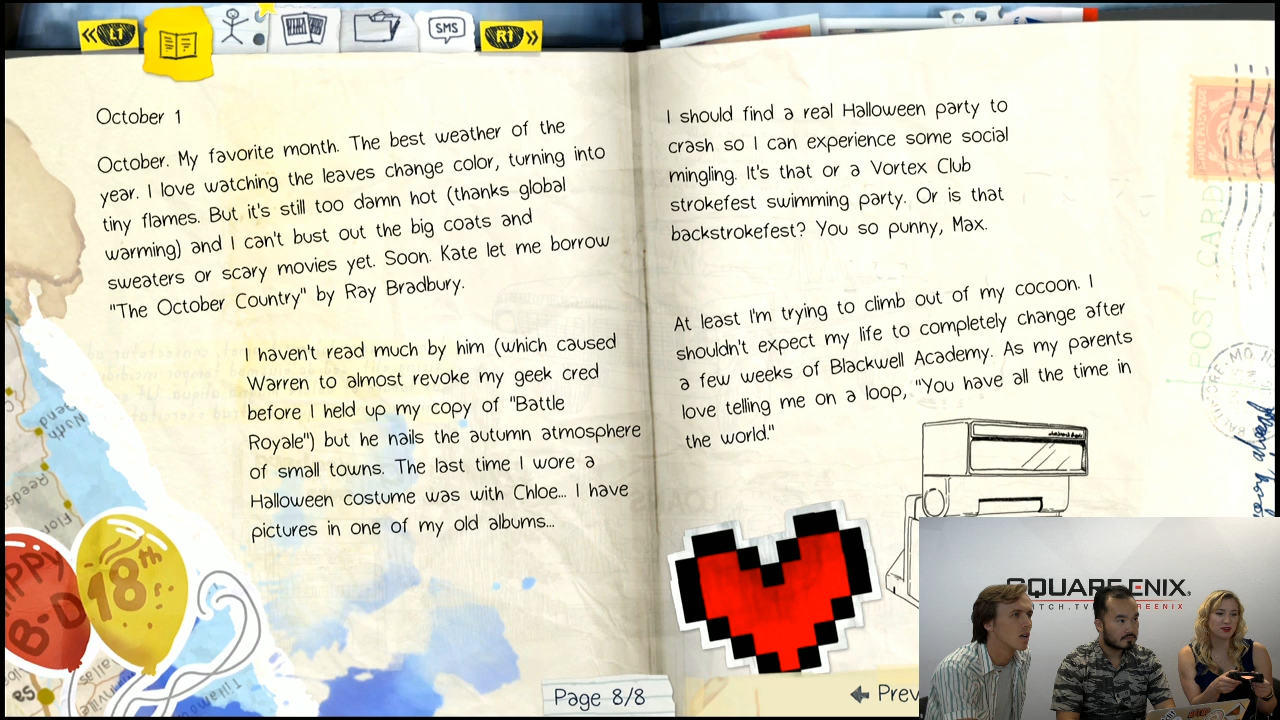 L1
SMS
R1
October 1
October. My favorite month. The best weather of the
year. I love watching the leaves change color, turning into
tiny flames. But it's still too damn hot (thanks global
warming) and I can't bust out the big coats and
sweaters or scary movies yet. Soon. Kate let me borrow
"The October Country" by Ray Bradbury.
I haven't read much by him (which caused
Warren to almost revoke my geek cred
before I held up my copy of "Battle
Royale") but he nails the autumn atmosphere
of small towns. The last time I wore a
Halloween costume was with Chloe... I have
pictures in one of my old albums...
I should find a real Halloween party to
crash so I can experience some social
mingling. It's that or a Vortex Club
strokefest swimming party. Or is that
backstrokefest? You so punny, Max.
At least I'm trying to climb out of my cocoon. I
shouldn't expect my life to completely change after
a few weeks of Blackwell Academy. As my parents
love telling me on a loop, "You have all the time in
the world."
POST CARD
North
Bend
PPY
B-D
18th
Page 8/8
Prev
SQUARE ENIX